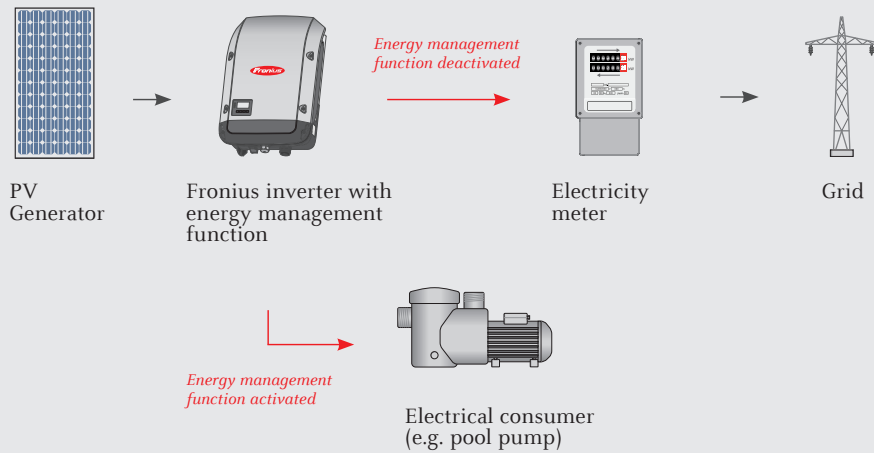 Energy management
function deactivated
Fronius
PV
Generator
Fronius inverter with
energy management
function
Electricity
meter
Grid
Energy management
function activated
Electrical consumer
(e.g. pool pump)